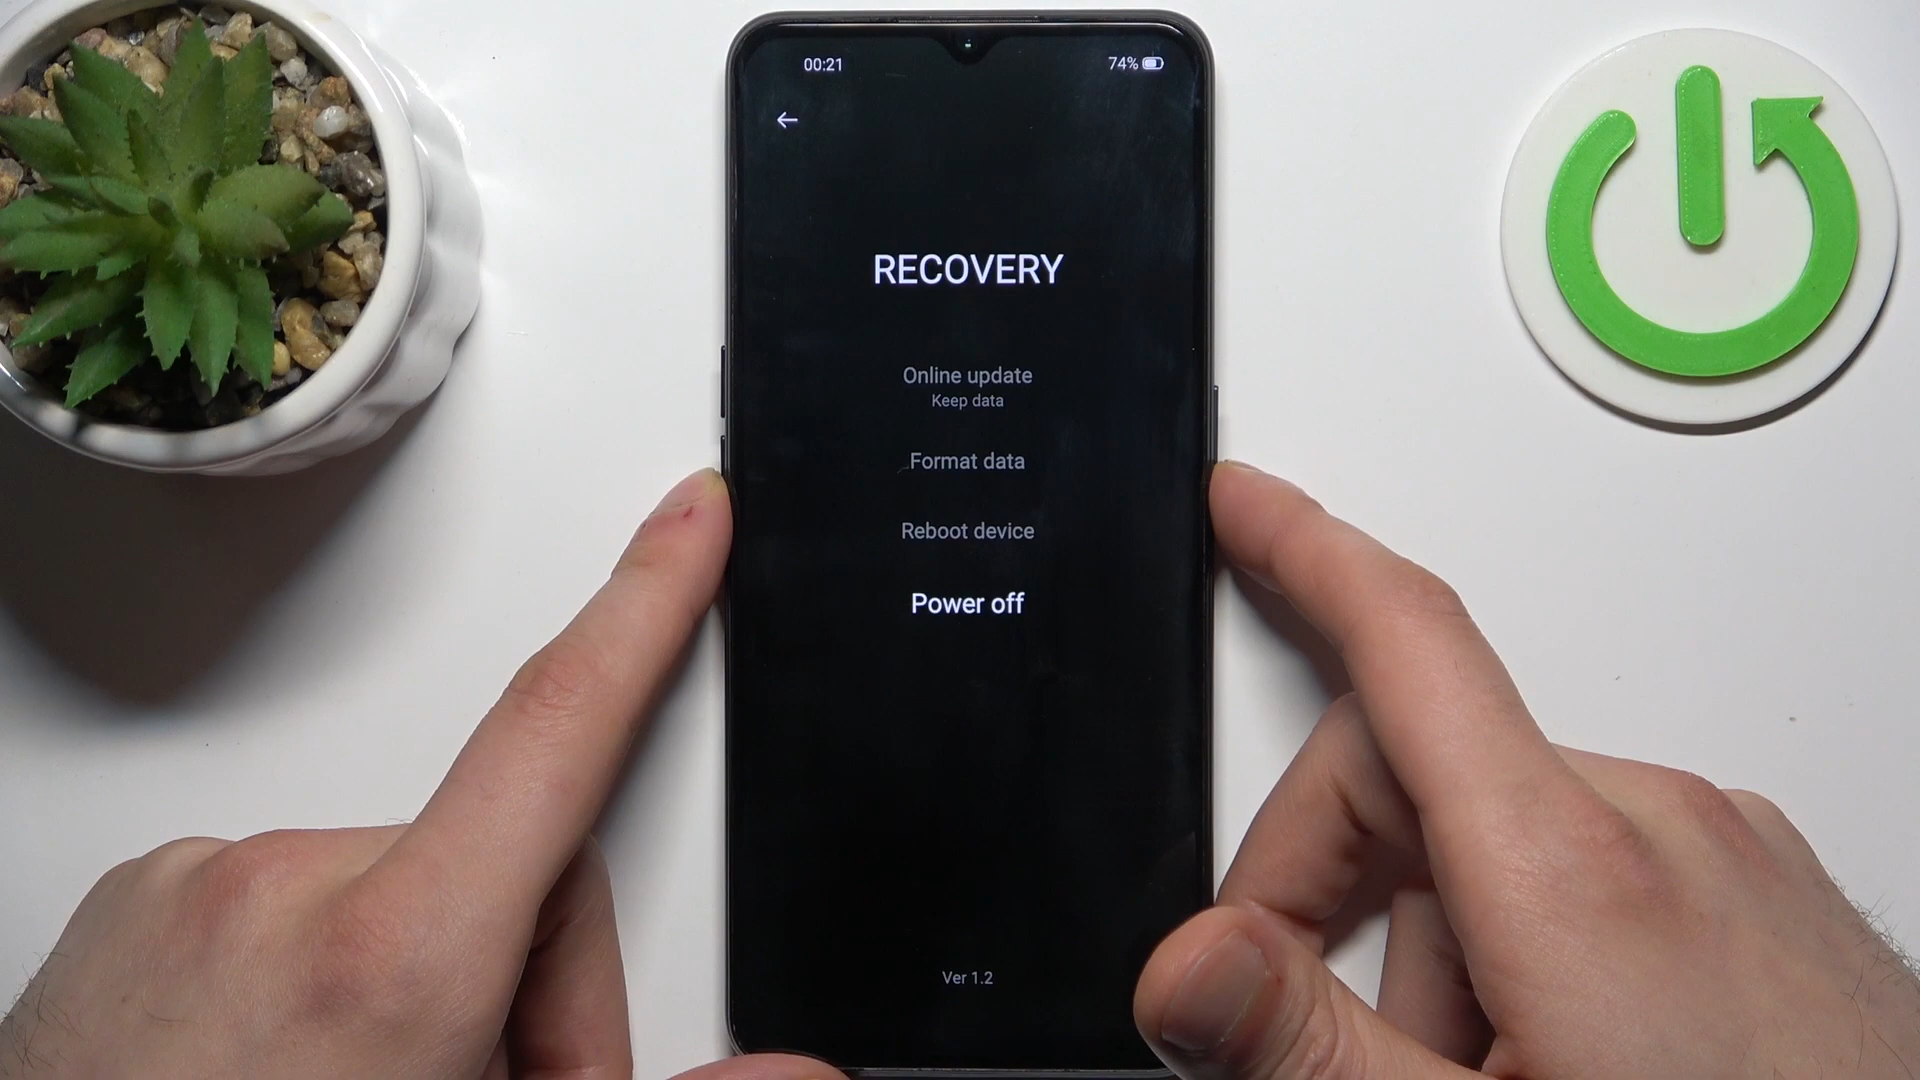 00:21
74%
RECOVERY
Online update
Keep data
Format data
Reboot device
Power off
Ver 1.2